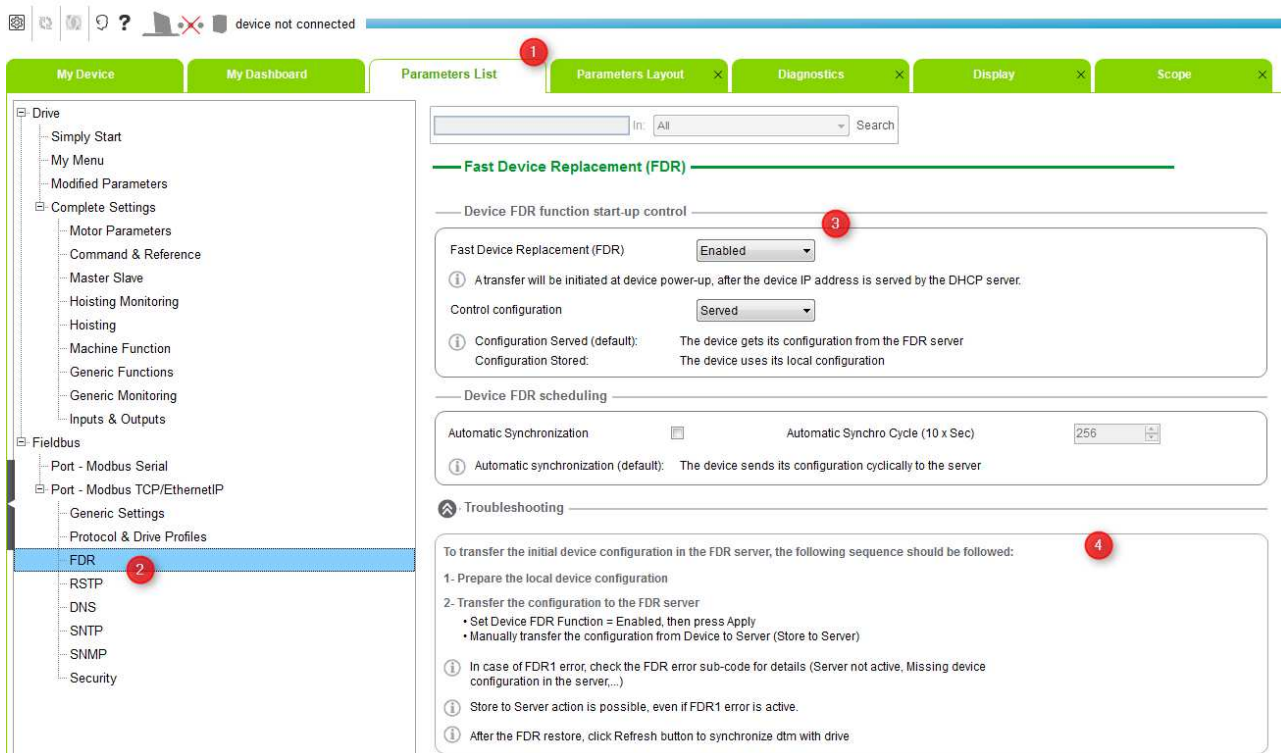 ? device not connected
1
My Device My Dashboard Parameters List Parameters Layout × Diagnostics × Display × Scope ×
Drive
Simply Start
My Menu
Modified Parameters
Complete Settings
Motor Parameters
Command & Reference
Master Slave
Hoisting Monitoring
Hoisting
Machine Function
Generic Functions
Generic Monitoring
Inputs & Outputs
Fieldbus
Port - Modbus Serial
Port - Modbus TCP/EthernetIP
Generic Settings
Protocol & Drive Profiles
FDR
2
RSTP
DNS
SNTP
SNMP
Security
In: All Search
Fast Device Replacement (FDR)
Device FDR function start-up control
3
Fast Device Replacement (FDR) Enabled
A transfer will be initiated at device power-up, after the device IP address is served by the DHCP server.
Control configuration Served
Configuration Served (default): The device gets its configuration from the FDR server
Configuration Stored: The device uses its local configuration
Device FDR scheduling
Automatic Synchronization Automatic Synchro Cycle (10 x Sec) 256
Automatic synchronization (default): The device sends its configuration cyclically to the server
Troubleshooting
4
To transfer the initial device configuration in the FDR server, the following sequence should be followed:
1- Prepare the local device configuration
2- Transfer the configuration to the FDR server
• Set Device FDR Function = Enabled, then press Apply
• Manually transfer the configuration from Device to Server (Store to Server)
In case of FDR1 error, check the FDR error sub-code for details (Server not active, Missing device
configuration in the server,...)
Store to Server action is possible, even if FDR1 error is active.
After the FDR restore, click Refresh button to synchronize dtm with drive